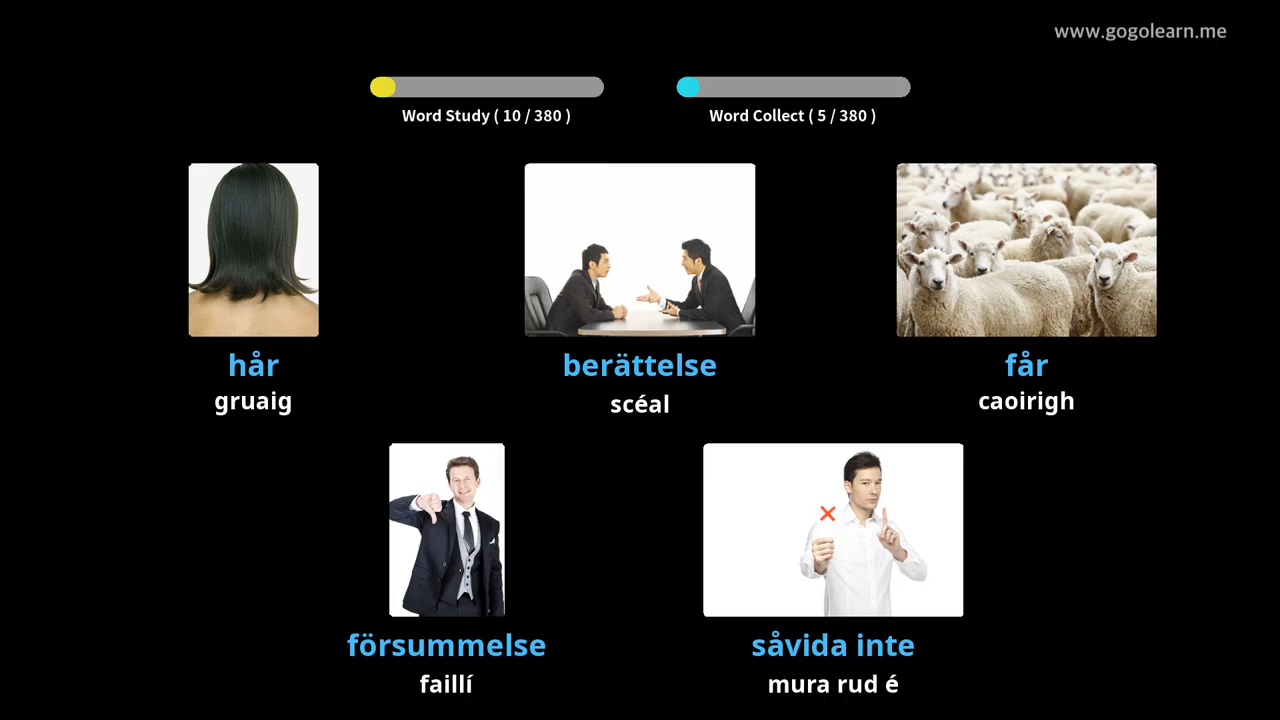 www.gogolearn.me
Word Study ( 10 / 380 )
Word Collect ( 5 / 380 )
hår
gruaig
berättelse
scéal
får
caoirigh
försummelse
faillí
såvida inte
mura rud é